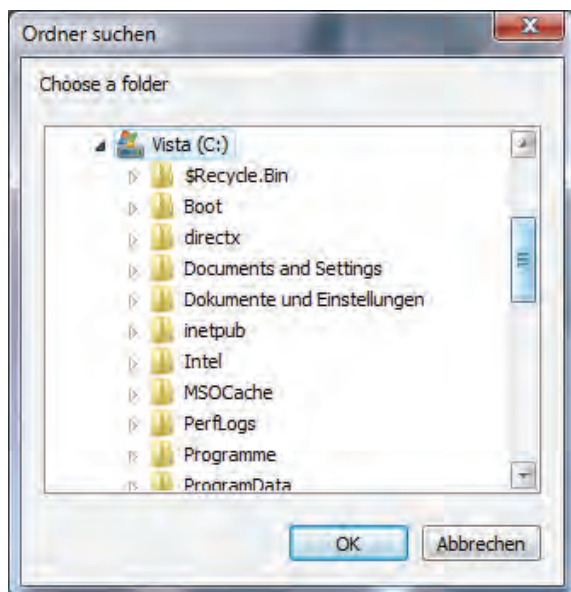 Ordner suchen
Choose a folder
Vista (C:)
$Recycle.Bin
Boot
directx
Documents and Settings
Dokumente und Einstellungen
inetpub
Intel
MSOCache
PerfLogs
Programme
ProgramData
OK Abbrechen